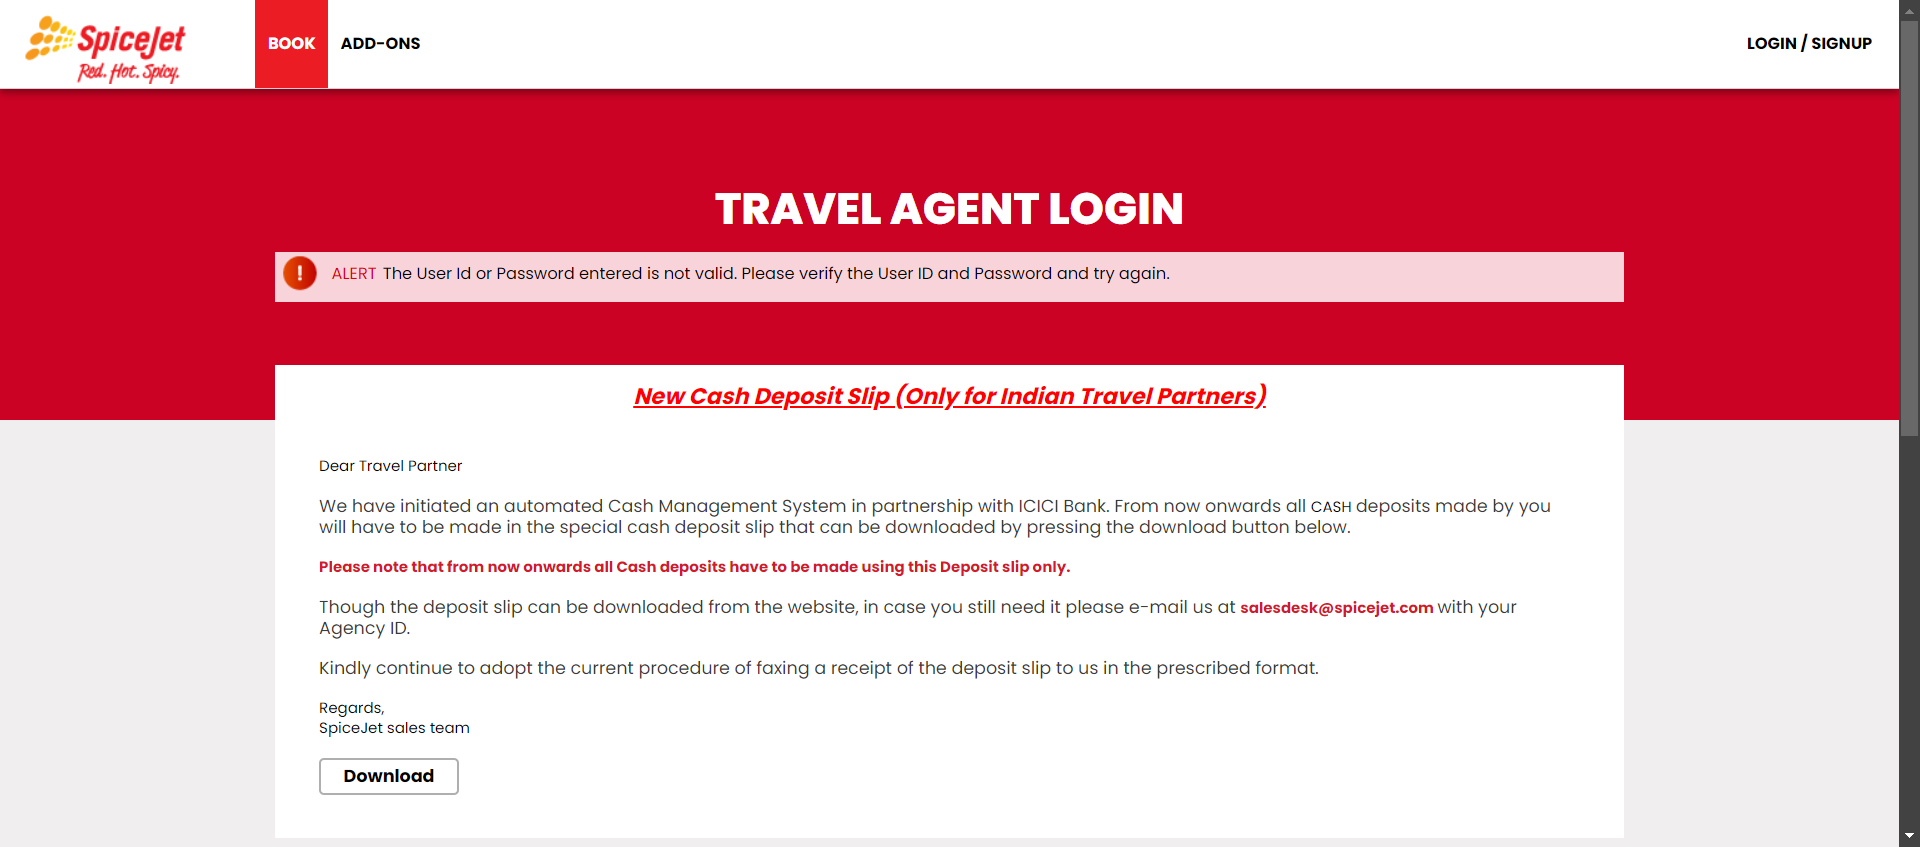 SpiceJet
Red. Hot. Spicy.
BOOK
ADD-ONS
LOGIN / SIGNUP
TRAVEL AGENT LOGIN
ALERT The User Id or Password entered is not valid. Please verify the User ID and Password and try again.
New Cash Deposit Slip (Only for Indian Travel Partners)
Dear Travel Partner
We have initiated an automated Cash Management System in partnership with ICICI Bank. From now onwards all CASH deposits made by you
will have to be made in the special cash deposit slip that can be downloaded by pressing the download button below.
Please note that from now onwards all Cash deposits have to be made using this Deposit slip only.
Though the deposit slip can be downloaded from the website, in case you still need it please e-mail us at salesdesk@spicejet.com with your
Agency ID.
Kindly continue to adopt the current procedure of faxing a receipt of the deposit slip to us in the prescribed format.
Regards,
SpiceJet sales team
Download